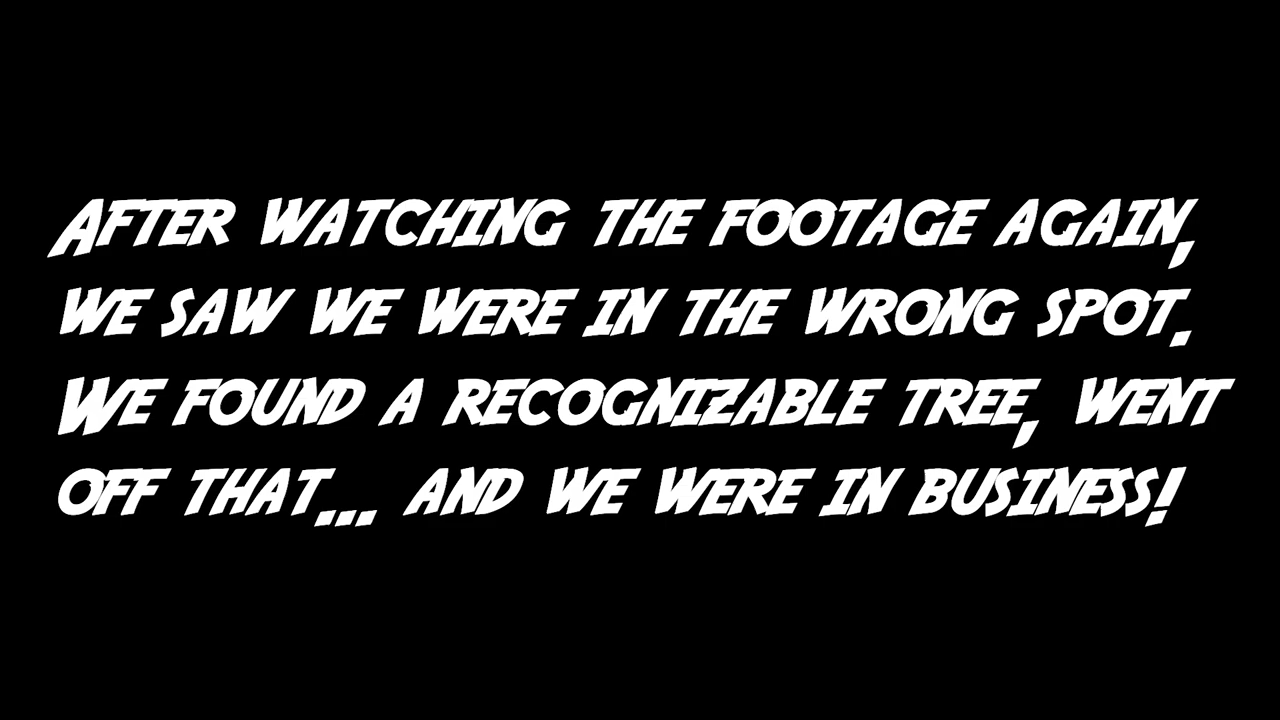 After watching the footage again,
we saw we were in the wrong spot.
We found a recognizable tree, went
off that... and we were in business!